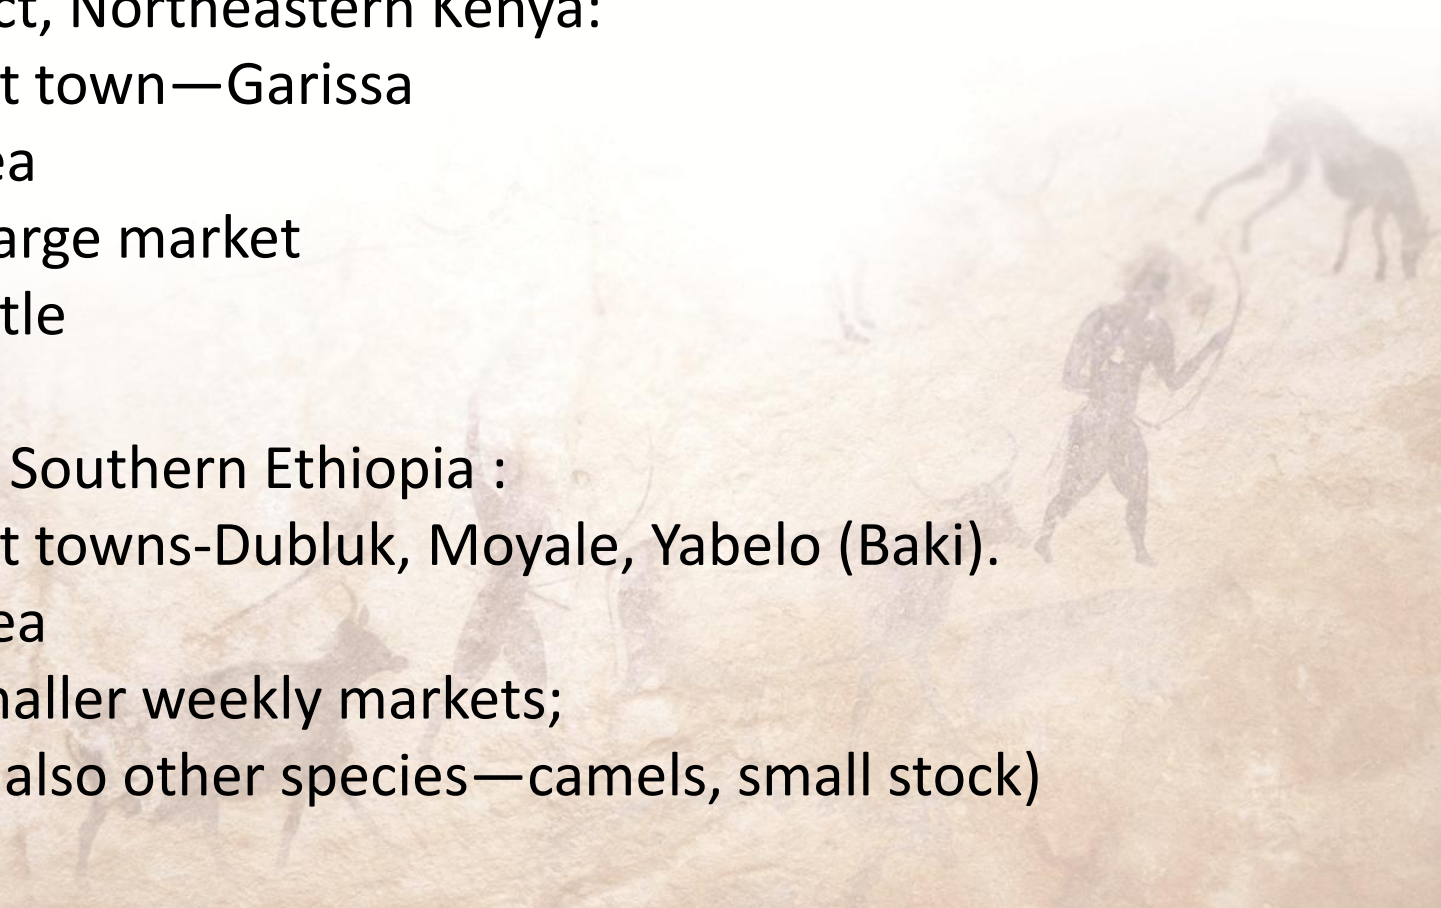 ct, Northeastern Kenya:
t town—Garissa
ea
arge market
tle
Southern Ethiopia :
t towns-Dubluk, Moyale, Yabelo (Baki).
ea
maller weekly markets;
also other species—camels, small stock)